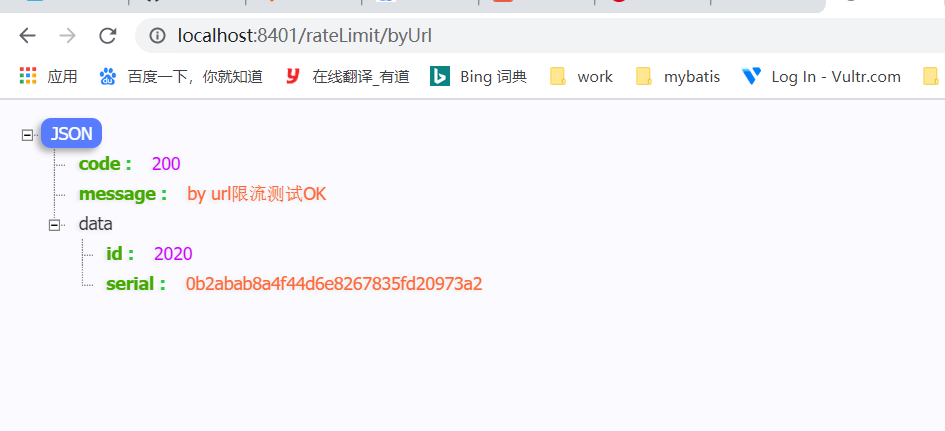 localhost:8401/rateLimit/byUrl
应用 百度一下，你就知道 在线翻译_有道 Bing 词典 work mybatis Log In - Vultr.com
JSON
code : 200
message : by url限流测试OK
data
id : 2020
serial : 0b2abab8a4f44d6e8267835fd20973a2